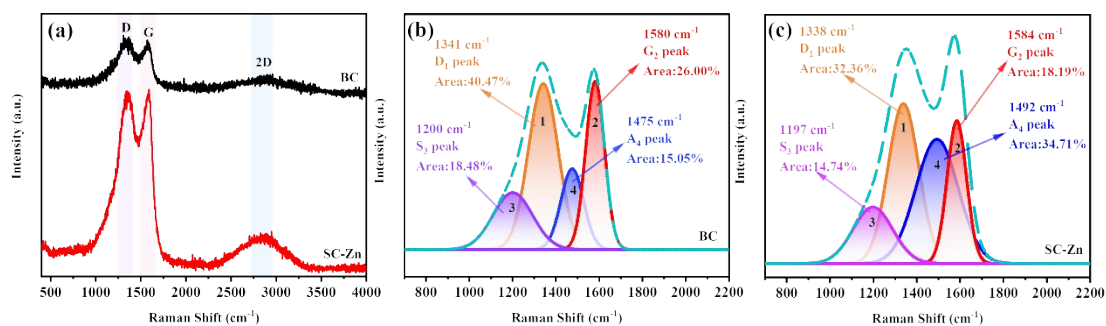 (a)
D
G
2D
BC
SC-Zn
Intensity (a.u.)
500 1000 1500 2000 2500 3000 3500 4000
Raman Shift (cm⁻¹)
(b)
1341 cm⁻¹
D₁ peak
Area:40.47%
1580 cm⁻¹
G₂ peak
Area:26.00%
1200 cm⁻¹
S₃ peak
Area:18.48%
1475 cm⁻¹
A₄ peak
Area:15.05%
1
2
3
4
BC
Intensity (a.u.)
800 1000 1200 1400 1600 1800 2000 2200
Raman Shift (cm⁻¹)
(c)
1338 cm⁻¹
D₁ peak
Area:32.36%
1584 cm⁻¹
G₂ peak
Area:18.19%
1197 cm⁻¹
S₃ peak
Area:14.74%
1492 cm⁻¹
A₄ peak
Area:34.71%
1
2
3
4
SC-Zn
Intensity (a.u.)
800 1000 1200 1400 1600 1800 2000 2200
Raman Shift (cm⁻¹)